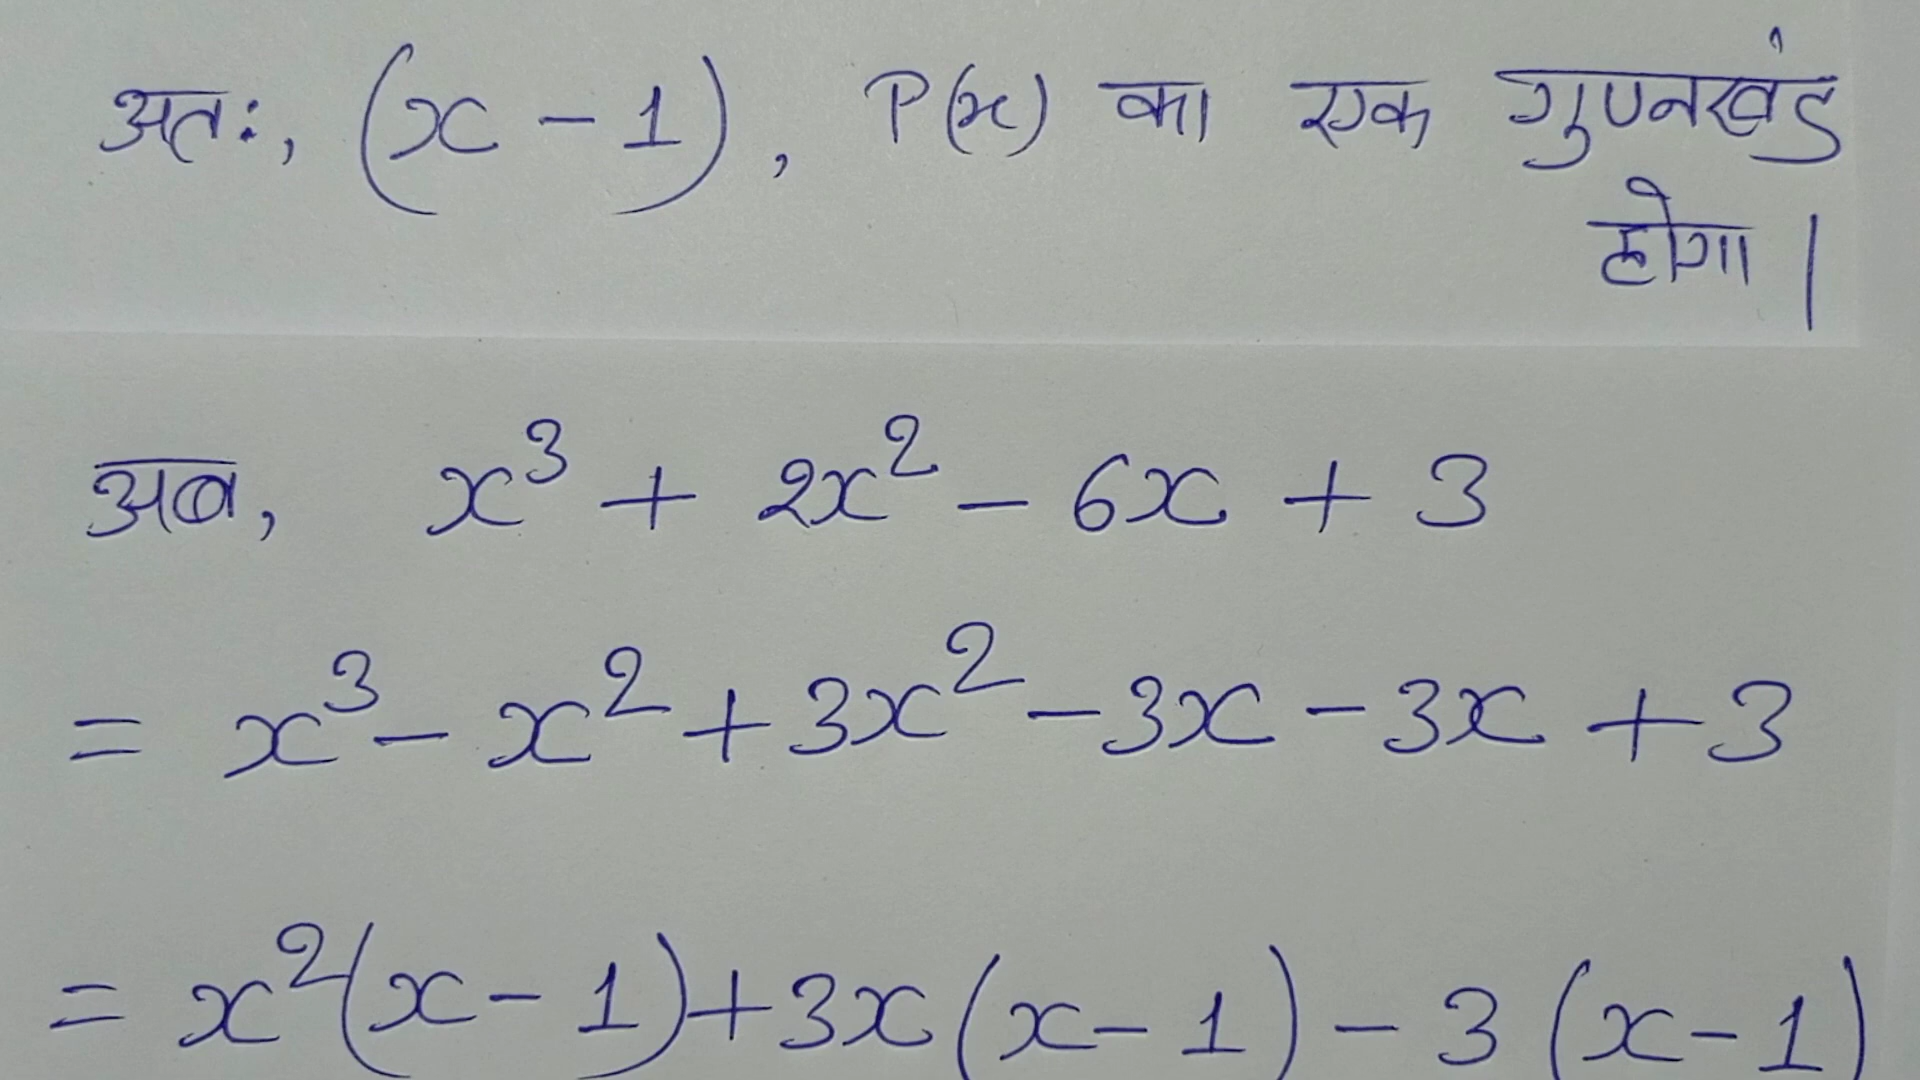 अतः, (x - 1), P(x) का एक गुणनखंड
होगा |
अब, x³ + 2x² - 6x + 3
= x³ - x² + 3x² - 3x - 3x + 3
= x²(x - 1) + 3x (x - 1) - 3 (x - 1)